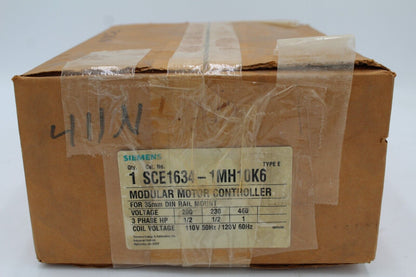 411N
SIEMENS
Qty. Cat. No. TYPE E
1 SCE1634-1MH10K6
MODULAR MOTOR CONTROLLER
FOR 35mm DIN RAIL MOUNT
VOLTAGE 200 230 460
3 PHASE HP 1/2 1/2 1
COIL VOLTAGE 110V 50Hz / 120V 60Hz